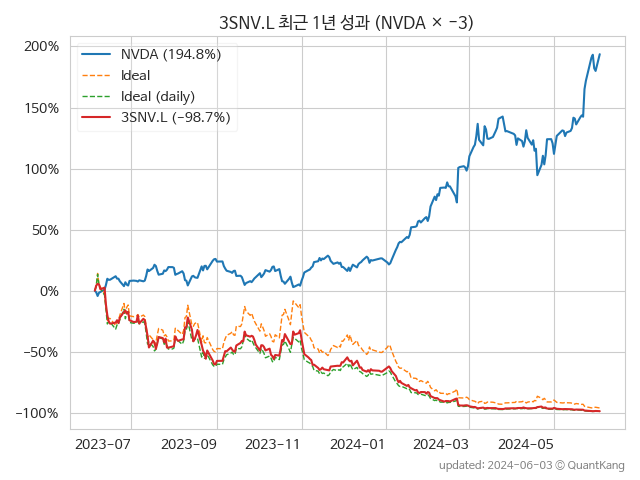 3SNV.L 최근 1년 성과 (NVDA × −3)
NVDA (194.8%)
Ideal
Ideal (daily)
3SNV.L (−98.7%)
200%
150%
100%
50%
0%
−50%
−100%
2023-07 2023-09 2023-11 2024-01 2024-03 2024-05
updated: 2024-06-03 © QuantKang